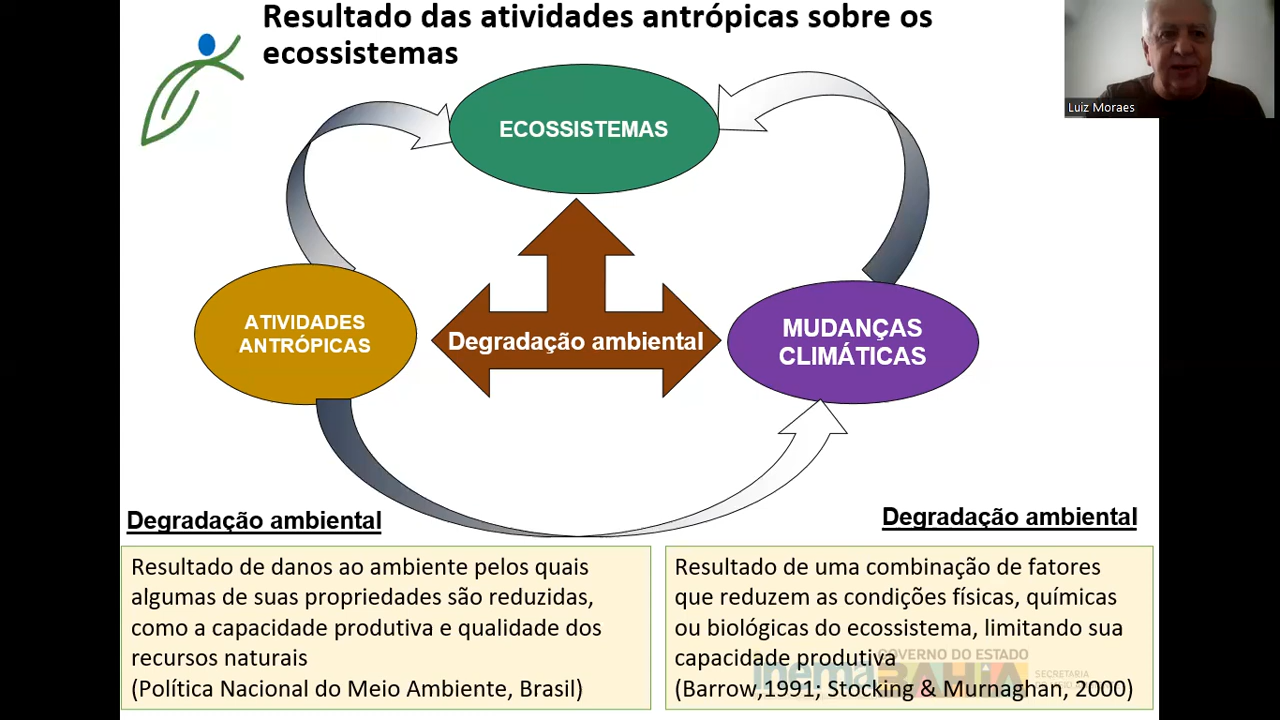 Resultado das atividades antrópicas sobre os
ecossistemas
Luiz Moraes
ECOSSISTEMAS
ATIVIDADES
ANTRÓPICAS
Degradação ambiental
MUDANÇAS
CLIMÁTICAS
Degradação ambiental
Resultado de danos ao ambiente pelos quais
algumas de suas propriedades são reduzidas,
como a capacidade produtiva e qualidade dos
recursos naturais
(Política Nacional do Meio Ambiente, Brasil)
Degradação ambiental
Resultado de uma combinação de fatores
que reduzem as condições físicas, químicas
ou biológicas do ecossistema, limitando sua
capacidade produtiva
(Barrow,1991; Stocking & Murnaghan, 2000)
inema
GOVERNO DO ESTADO
BAHIA
SECRETARIA